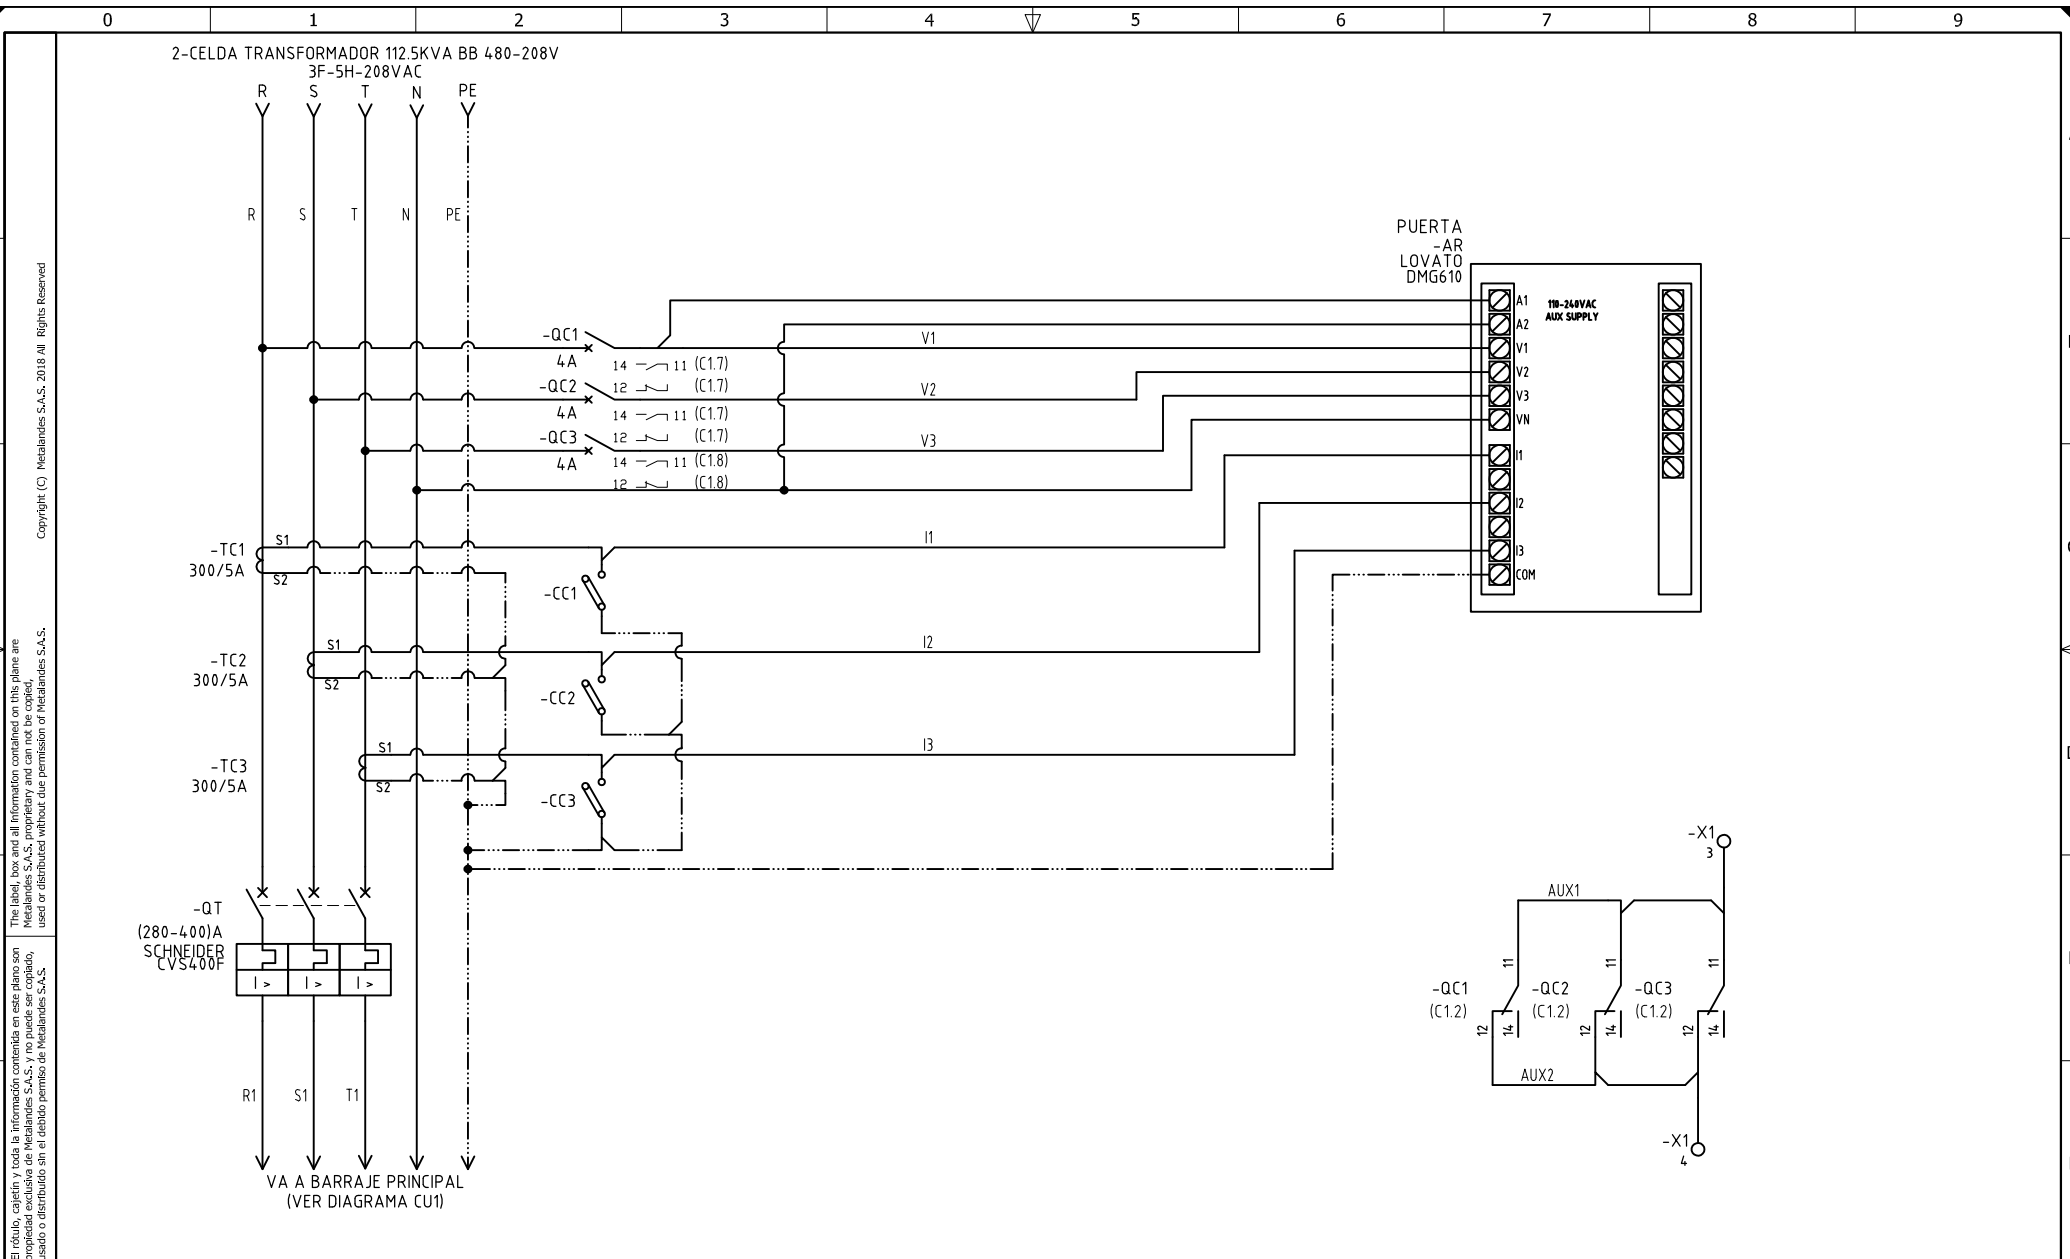 0 1 2 3 4 5 6 7 8 9
2-CELDA TRANSFORMADOR 112.5KVA BB 480-208V
3F-5H-208VAC
R S T N PE
R S T N PE
PUERTA
-AR
LOVATO
DMG610
A1
110-240VAC
AUX SUPPLY
A2
V1
V2
V3
VN
I1
I2
I3
COM
-QC1
4A
14 11 (C1.7)
12 (C1.7)
V1
-QC2
4A
14 11 (C1.7)
12 (C1.7)
V2
-QC3
4A
14 11 (C1.8)
12 (C1.8)
V3
-TC1
300/5A
S1
S2
-CC1
I1
-TC2
300/5A
S1
S2
-CC2
I2
-TC3
300/5A
S1
S2
-CC3
I3
-QT
(280-400)A
SCHNEIDER
CVS400F
I > I > I >
R1 S1 T1
VA A BARRAJE PRINCIPAL
(VER DIAGRAMA CU1)
-X1
3
AUX1
11 11 11
-QC1 -QC2 -QC3
(C1.2) (C1.2) (C1.2)
12 14 12 14 12 14
AUX2
-X1
4
Copyright (C) Metalandes S.A.S. 2018 All Rights Reserved
The label, box and all information contained on this plane are
Metalandes S.A.S. proprietary and can not be copied,
used or distributed without due permission of Metalandes S.A.S.
El rótulo, cajetín y toda la información contenida en este plano son
propiedad exclusiva de Metalandes S.A.S. y no puede ser copiado,
usado o distribuido sin el debido permiso de Metalandes S.A.S.